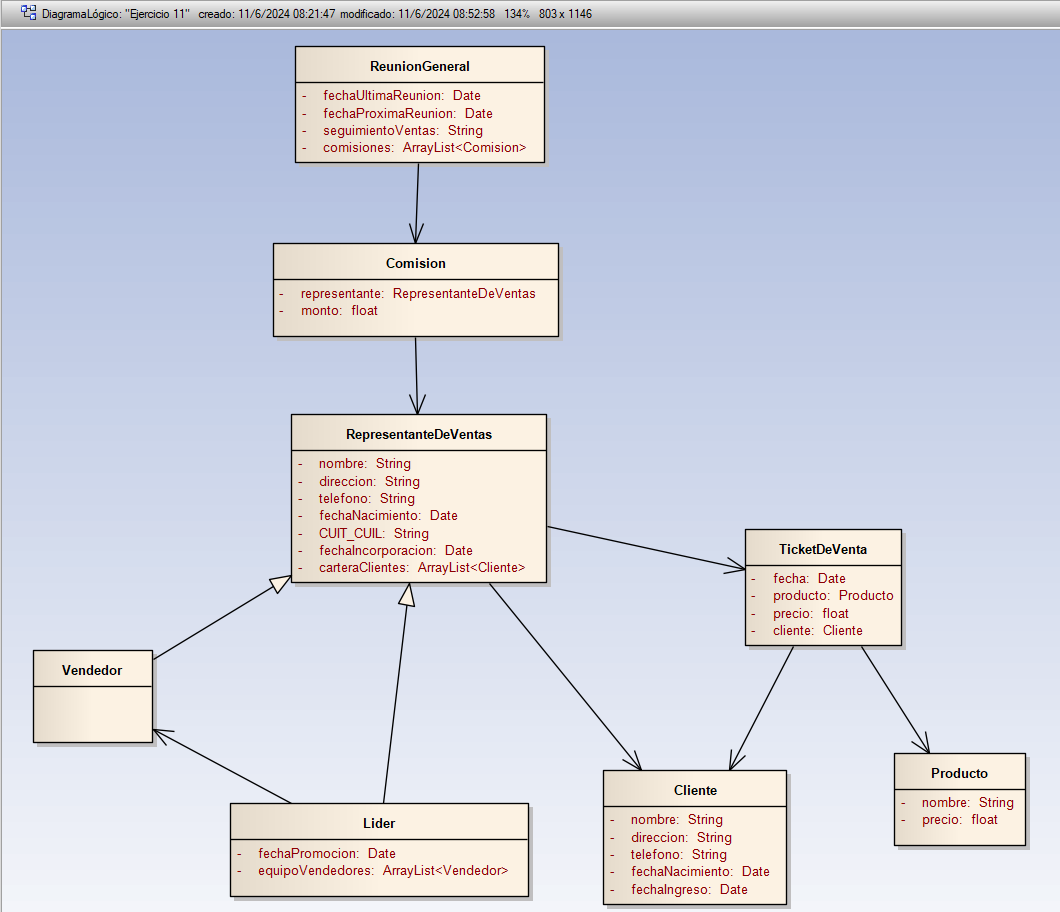 DiagramaLógico: "Ejercicio 11"   creado: 11/6/2024 08:21:47  modificado: 11/6/2024 08:52:58   134%   803 x 1146
ReunionGeneral
- fechaUltimaReunion: Date
- fechaProximaReunion: Date
- seguimientoVentas: String
- comisiones: ArrayList<Comision>
Comision
- representante: RepresentanteDeVentas
- monto: float
RepresentanteDeVentas
- nombre: String
- direccion: String
- telefono: String
- fechaNacimiento: Date
- CUIT_CUIL: String
- fechaIncorporacion: Date
- carteraClientes: ArrayList<Cliente>
TicketDeVenta
- fecha: Date
- producto: Producto
- precio: float
- cliente: Cliente
Vendedor
Lider
- fechaPromocion: Date
- equipoVendedores: ArrayList<Vendedor>
Cliente
- nombre: String
- direccion: String
- telefono: String
- fechaNacimiento: Date
- fechaIngreso: Date
Producto
- nombre: String
- precio: float